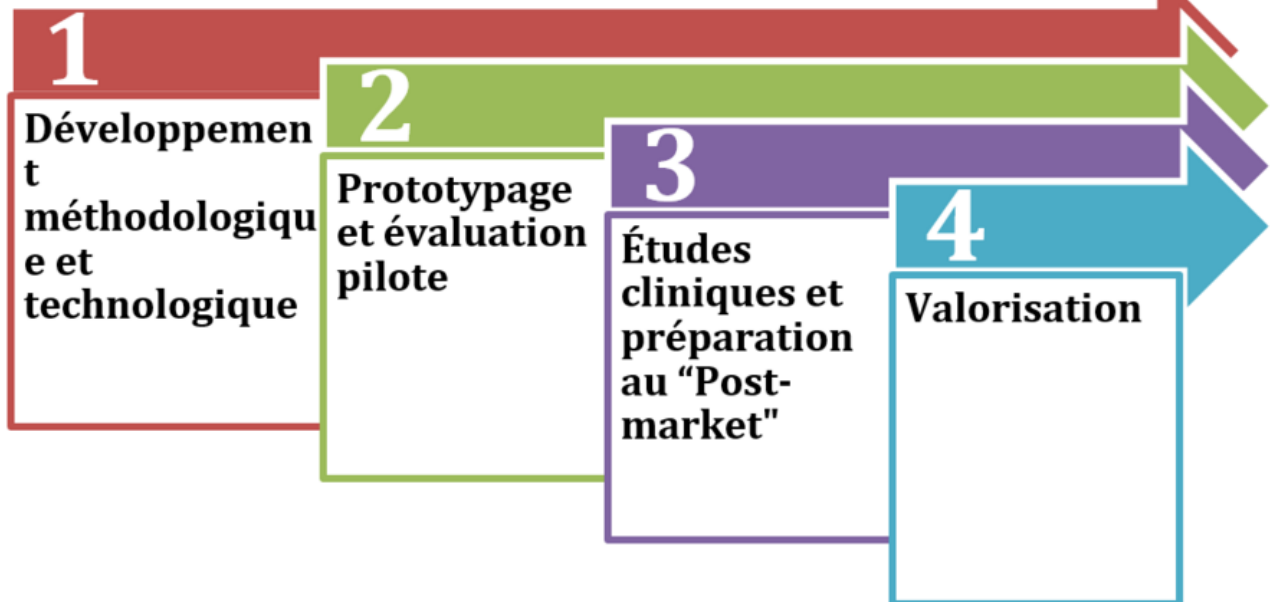 1
Développemen
t
méthodologiqu
e et
technologique
2
Prototypage
et évaluation
pilote
3
Études
cliniques et
préparation
au “Post-
market"
4
Valorisation